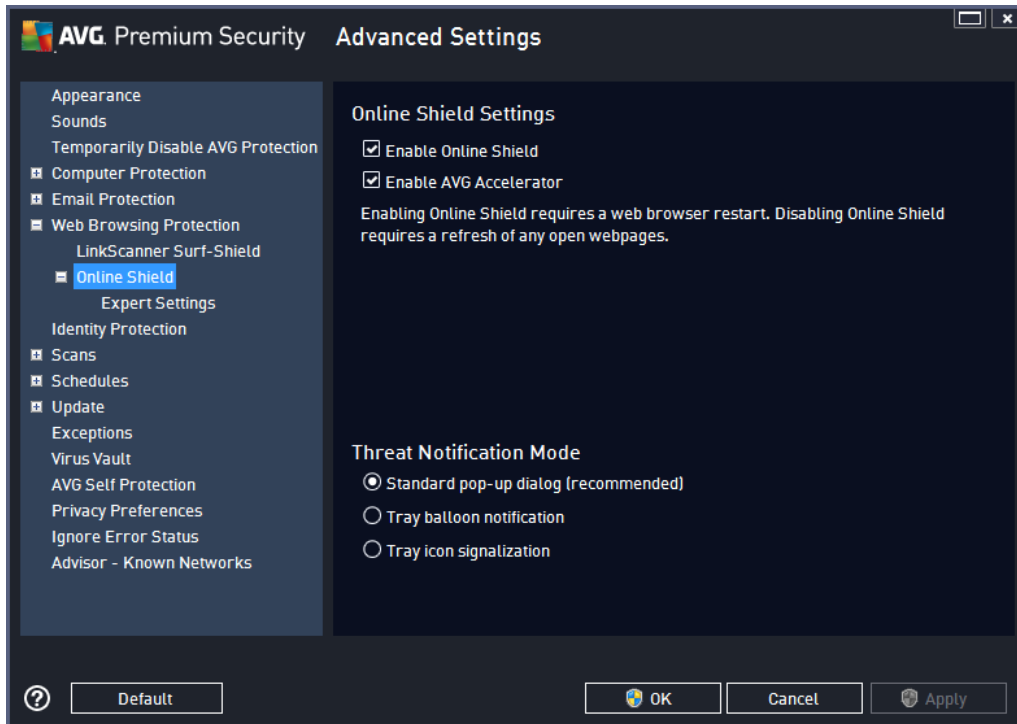 AVG. Premium Security
Advanced Settings
Appearance
Sounds
Temporarily Disable AVG Protection
Computer Protection
Email Protection
Web Browsing Protection
LinkScanner Surf-Shield
Online Shield
Expert Settings
Identity Protection
Scans
Schedules
Update
Exceptions
Virus Vault
AVG Self Protection
Privacy Preferences
Ignore Error Status
Advisor - Known Networks
Online Shield Settings
Enable Online Shield
Enable AVG Accelerator
Enabling Online Shield requires a web browser restart. Disabling Online Shield
requires a refresh of any open webpages.
Threat Notification Mode
Standard pop-up dialog (recommended)
Tray balloon notification
Tray icon signalization
? Default OK Cancel Apply